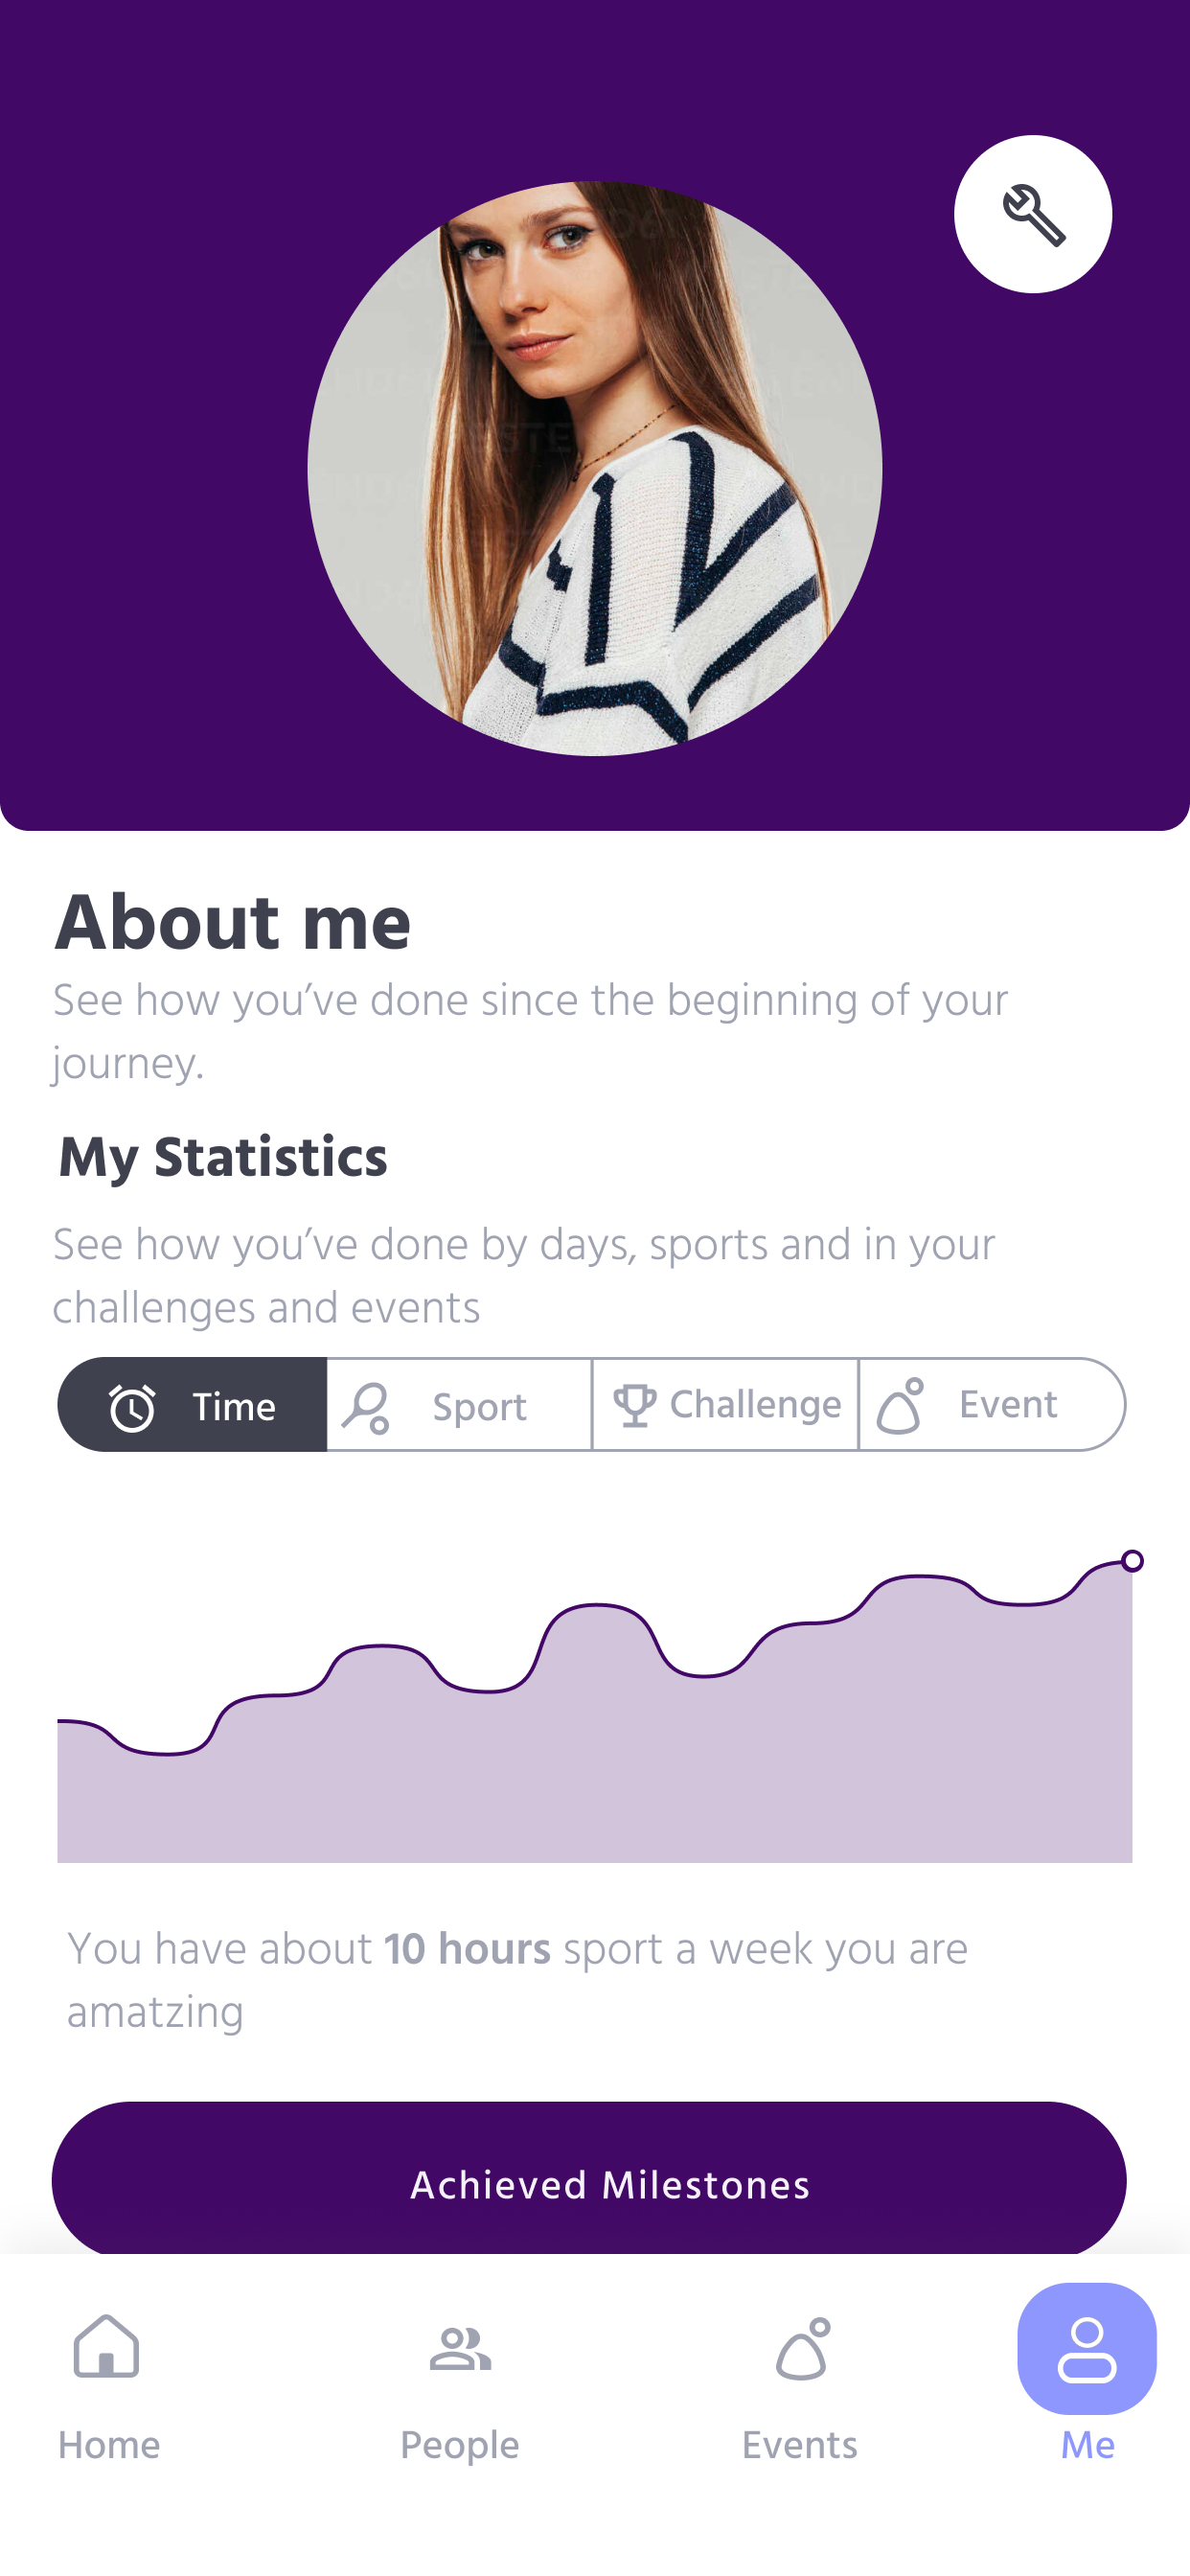 About me
See how you’ve done since the beginning of your
journey.
My Statistics
See how you’ve done by days, sports and in your
challenges and events
Time Sport Challenge Event
You have about 10 hours sport a week you are
amatzing
Achieved Milestones
Home People Events Me